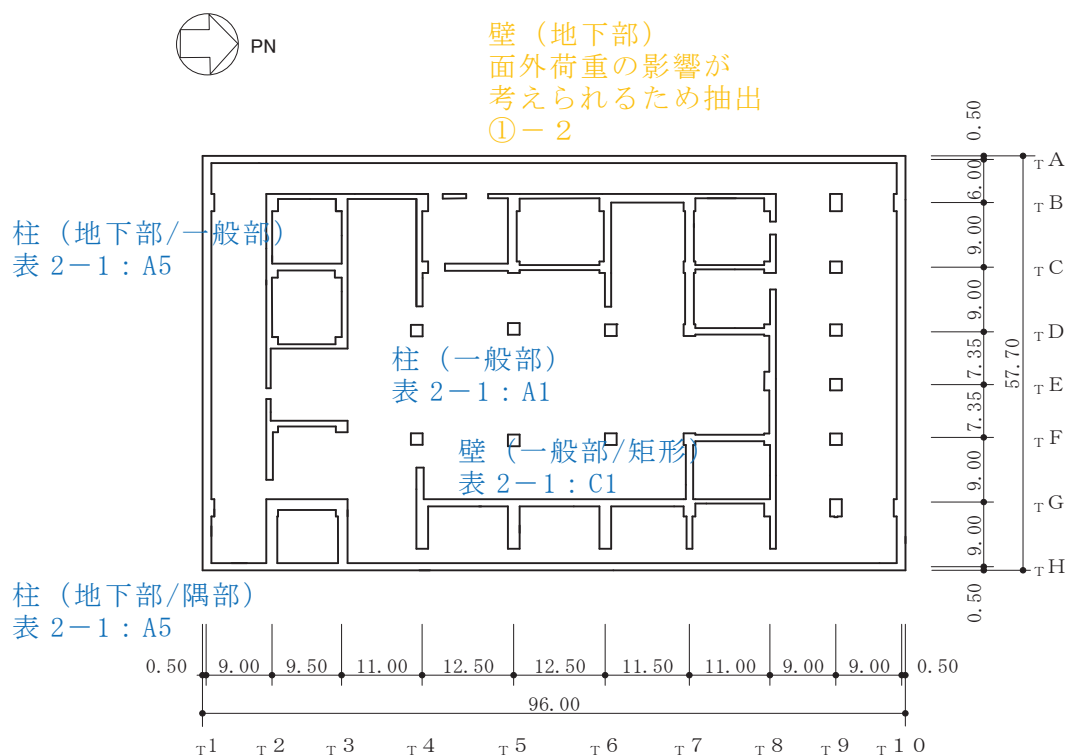 PN
壁（地下部）
面外荷重の影響が
考えられるため抽出
①－２
柱（地下部/一般部）
表 2－1：A5
柱（一般部）
表 2－1：A1
壁（一般部/矩形）
表 2－1：C1
柱（地下部/隅部）
表 2－1：A5
0.50
6.00
9.00
9.00
7.35
7.35
9.00
9.00
0.50
57.70
TA
TB
TC
TD
TE
TF
TG
TH
0.50 9.00 9.50 11.00 12.50 12.50 11.50 11.00 9.00 9.00 0.50
96.00
T1 T2 T3 T4 T5 T6 T7 T8 T9 T10